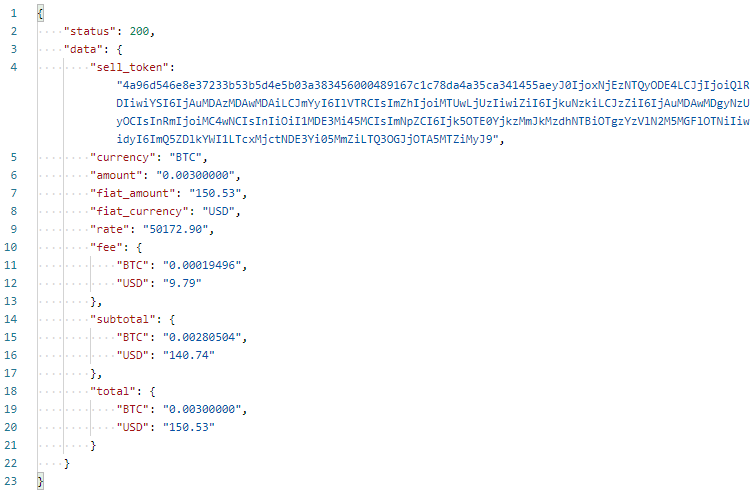 1 {
2 "status": 200,
3 "data": {
4 "sell_token":
"4a96d546e8e37233b53b5d4e5b03a383456000489167c1c78da4a35ca341455aeyJ0IjoxNjEzNTQyODE4LCJjIjoiQlR
DIiwiYSI6IjAuMDAzMDAwMDAiLCJmYyI6IlVTRCIsImZhIjoiMTUwLjUzIiwiZiI6IjkuNzkiLCJzZiI6IjAuMDAwMDgyNzU
yOCIsInRmIjoiMC4wNCIsInIiOiI1MDE3Mi45MCIsImNpZCI6Ijk5OTE0YjkzMmJkMzdhNTBiOTgzYzVlN2M5MGFlOTNiIiw
idyI6ImQ5ZDlkYWI1LTcxMjctNDE3Yi05MmZiLTQ3OGJjOTA5MTZiMyJ9",
5 "currency": "BTC",
6 "amount": "0.00300000",
7 "fiat_amount": "150.53",
8 "fiat_currency": "USD",
9 "rate": "50172.90",
10 "fee": {
11 "BTC": "0.00019496",
12 "USD": "9.79"
13 },
14 "subtotal": {
15 "BTC": "0.00280504",
16 "USD": "140.74"
17 },
18 "total": {
19 "BTC": "0.00300000",
20 "USD": "150.53"
21 }
22 }
23 }